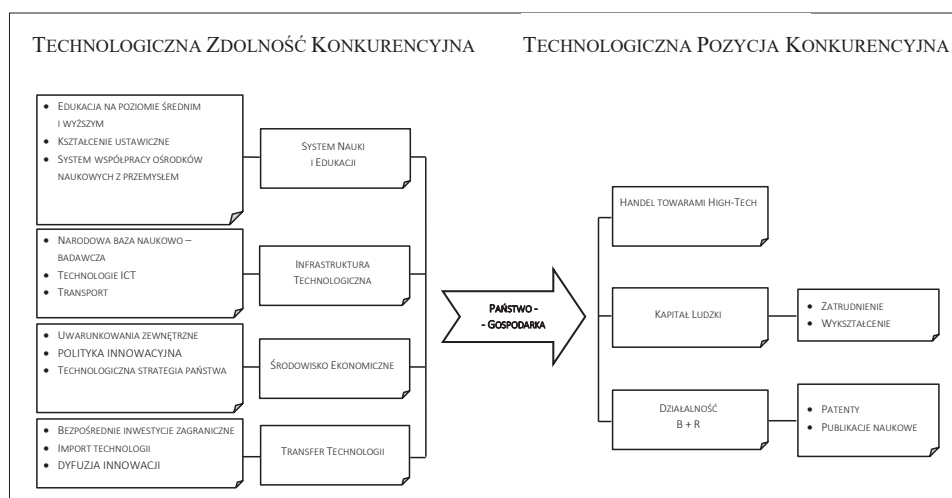 TECHNOLOGICZNA ZDOLNOŚĆ KONKURENCYJNA
TECHNOLOGICZNA POZYCJA KONKURENCYJNA
• EDUKACJA NA POZIOMIE ŚREDNIM
I WYŻSZYM
• KSZTAŁCENIE USTAWICZNE
• SYSTEM WSPÓŁPRACY OŚRODKÓW
NAUKOWYCH Z PRZEMYSŁEM
SYSTEM NAUKI
I EDUKACJI
• NARODOWA BAZA NAUKOWO –
BADAWCZA
• TECHNOLOGIE ICT
• TRANSPORT
INFRASTRUKTURA
TECHNOLOGICZNA
• UWARUNKOWANIA ZEWNĘTRZNE
• POLITYKA INNOWACYJNA
• TECHNOLOGICZNA STRATEGIA PAŃSTWA
ŚRODOWISKO EKONOMICZNE
• BEZPOŚREDNIE INWESTYCJE ZAGRANICZNE
• IMPORT TECHNOLOGII
• DYFUZJA INNOWACJI
TRANSFER TECHNOLOGII
PAŃSTWO -
- GOSPODARKA
HANDEL TOWARAMI HIGH-TECH
KAPITAŁ LUDZKI
• ZATRUDNIENIE
• WYKSZTAŁCENIE
DZIAŁALNOŚĆ
B + R
• PATENTY
• PUBLIKACJE NAUKOWE